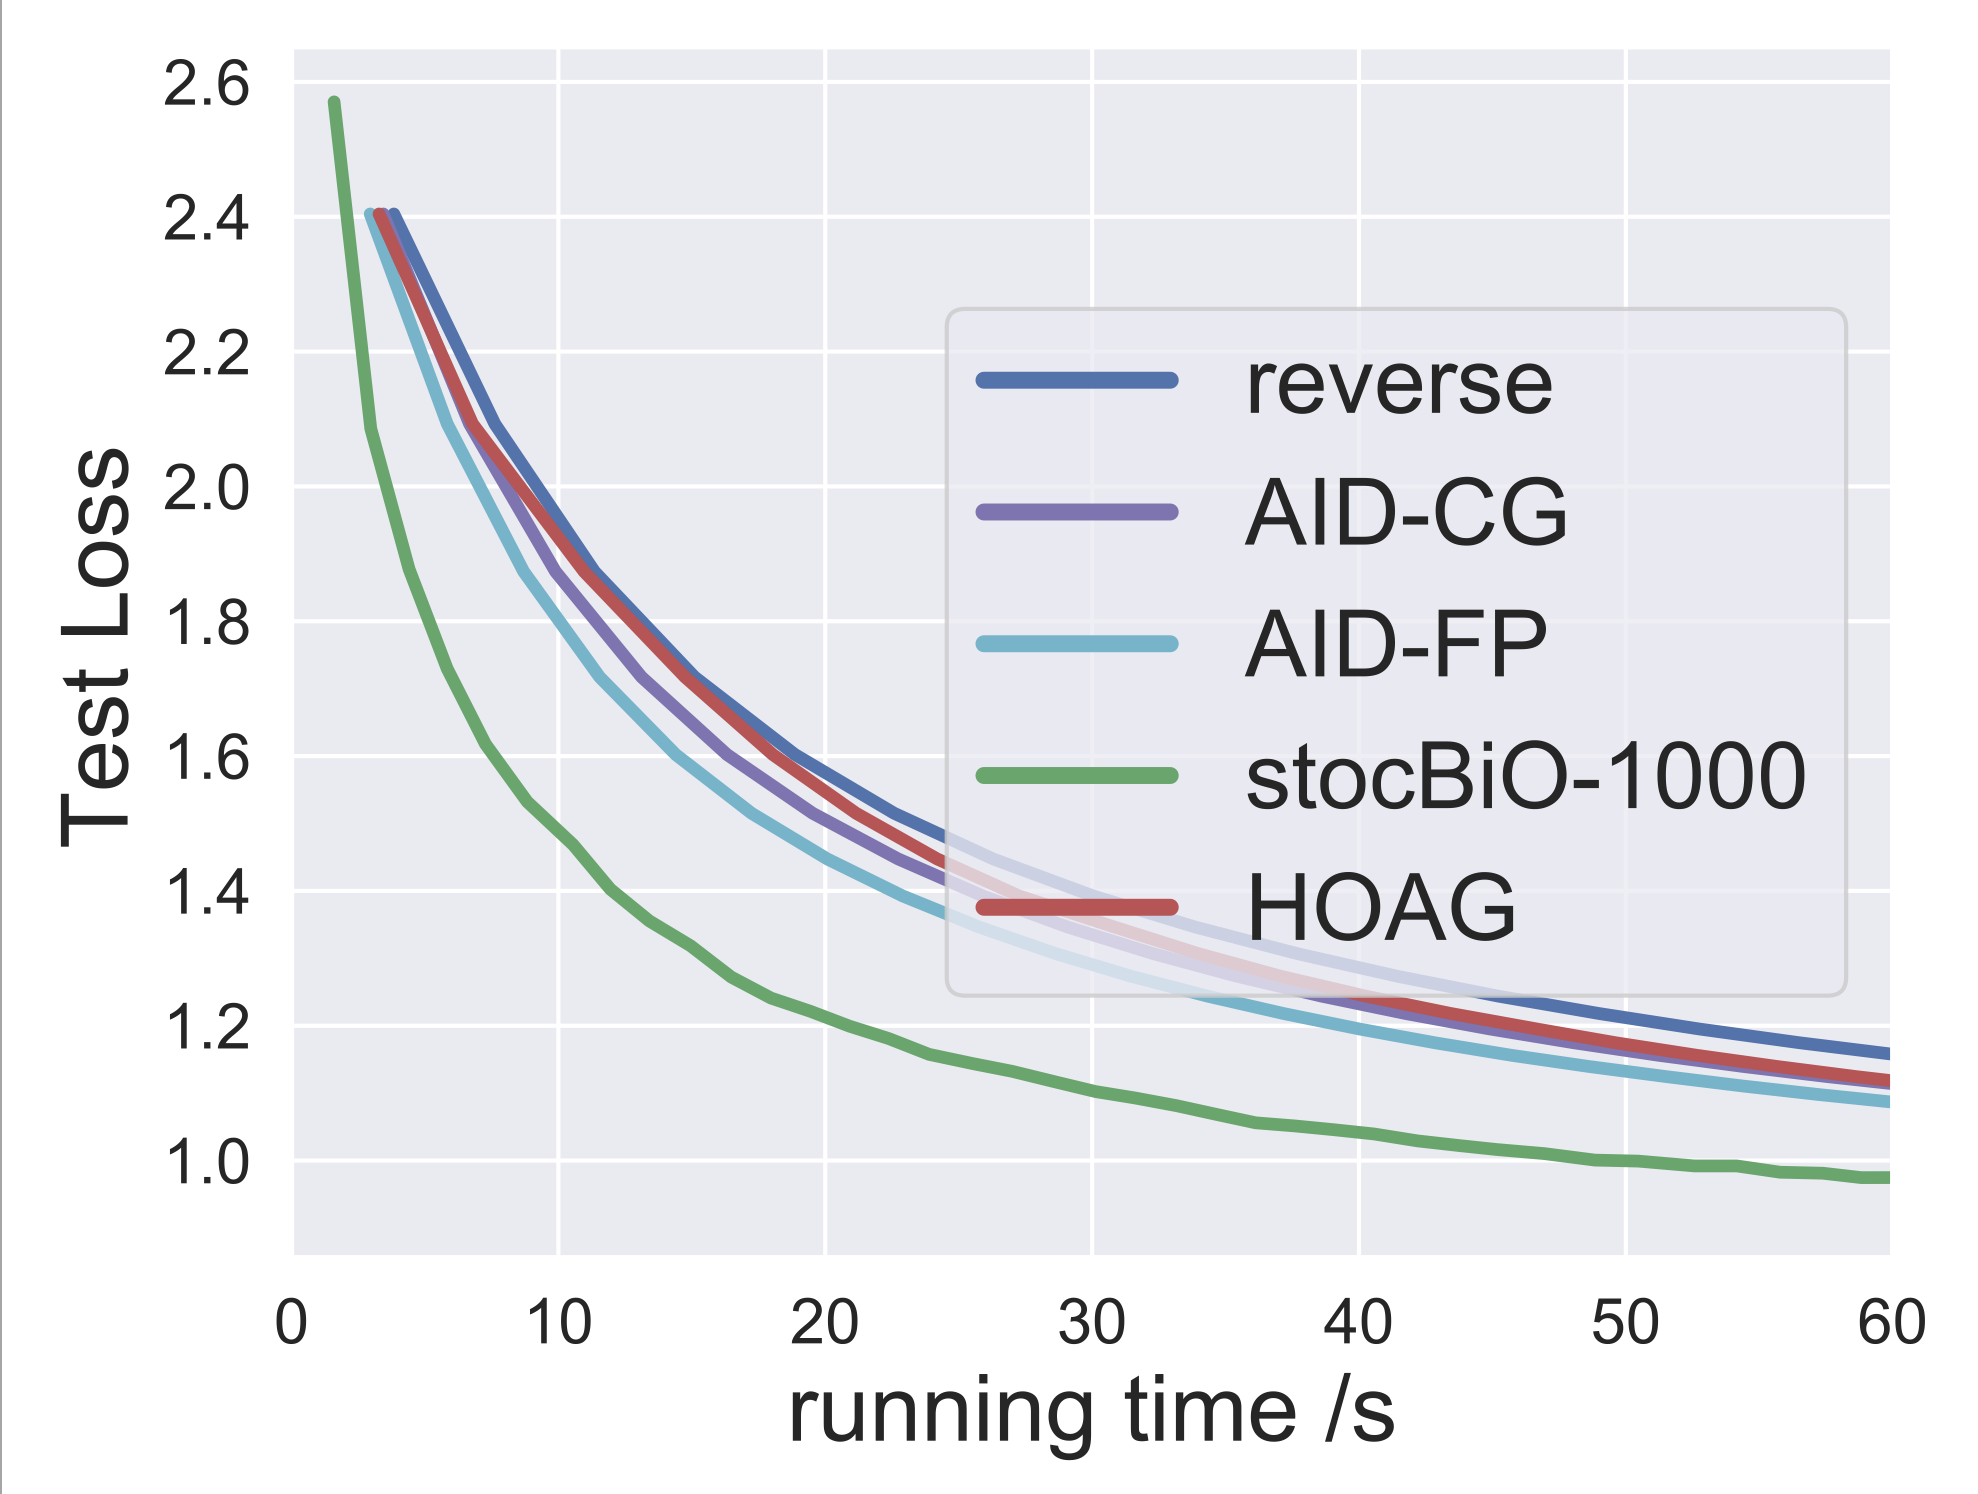 2.6
2.4
2.2
2.0
1.8
1.6
1.4
1.2
1.0
Test Loss
reverse
AID-CG
AID-FP
stocBiO-1000
HOAG
0 10 20 30 40 50 60
running time /s